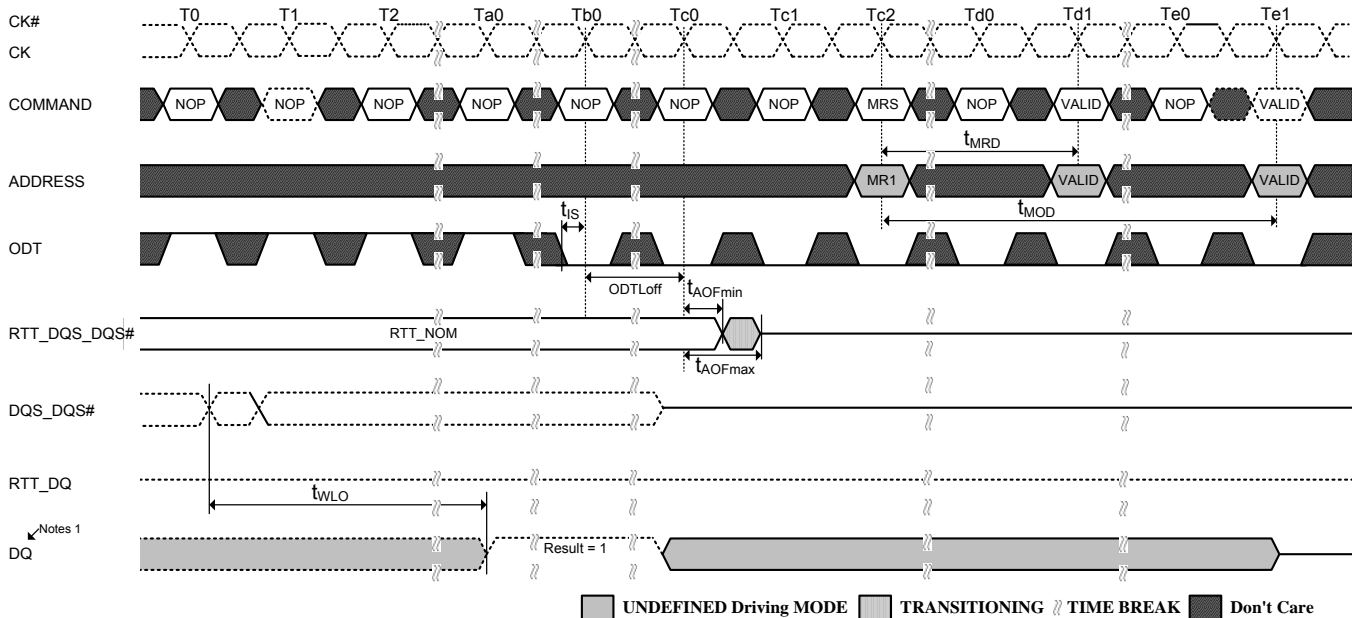 T0 T1 T2 Ta0 Tb0 Tc0 Tc1 Tc2 Td0 Td1 Te0 Te1
CK#
CK
COMMAND NOP NOP NOP NOP NOP NOP NOP MRS NOP VALID NOP VALID
tMRD
ADDRESS MR1 VALID VALID
tIS tMOD
ODT
ODTLoff tAOFmin
RTT_DQS_DQS# RTT_NOM
tAOFmax
DQS_DQS#
RTT_DQ
tWLO
Notes 1
DQ Result = 1
UNDEFINED Driving MODE TRANSITIONING TIME BREAK Don't Care